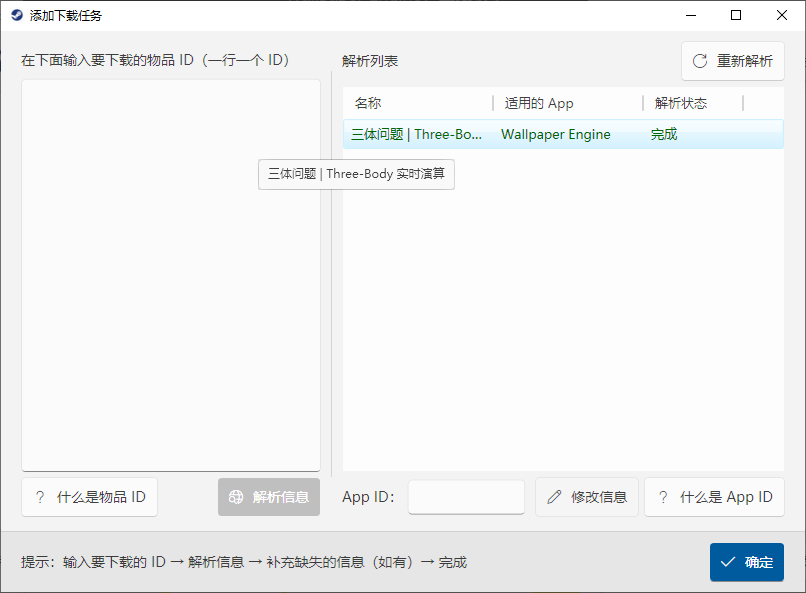 添加下载任务
在下面输入要下载的物品 ID（一行一个 ID）
解析列表
重新解析
名称 适用的 App 解析状态
三体问题 | Three-Bo... Wallpaper Engine 完成
三体问题 | Three-Body 实时演算
? 什么是物品 ID
解析信息
App ID：
修改信息
? 什么是 App ID
提示：输入要下载的 ID → 解析信息 → 补充缺失的信息（如有）→ 完成
确定